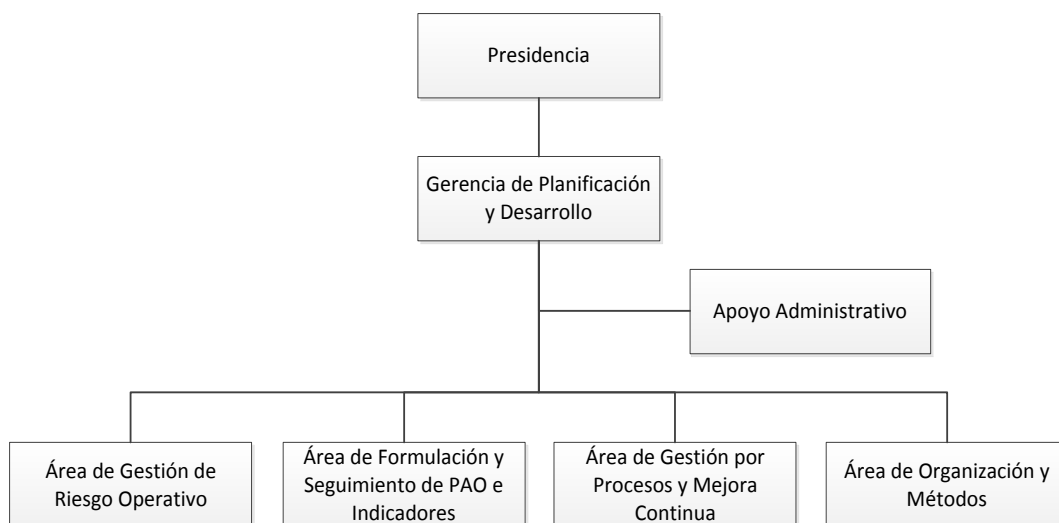 Presidencia
Gerencia de Planificación
y Desarrollo
Apoyo Administrativo
Área de Gestión de
Riesgo Operativo
Área de Formulación y
Seguimiento de PAO e
Indicadores
Área de Gestión por
Procesos y Mejora
Continua
Área de Organización y
Métodos